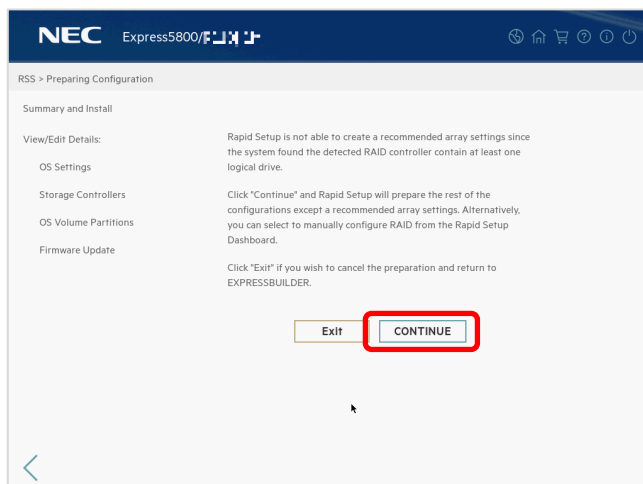 NEC Express5800/
RSS > Preparing Configuration
Summary and Install
View/Edit Details:
OS Settings
Storage Controllers
OS Volume Partitions
Firmware Update
Rapid Setup is not able to create a recommended array settings since
the system found the detected RAID controller contain at least one
logical drive.
Click "Continue" and Rapid Setup will prepare the rest of the
configurations except a recommended array settings. Alternatively,
you can select to manually configure RAID from the Rapid Setup
Dashboard.
Click "Exit" if you wish to cancel the preparation and return to
EXPRESSBUILDER.
Exit
CONTINUE